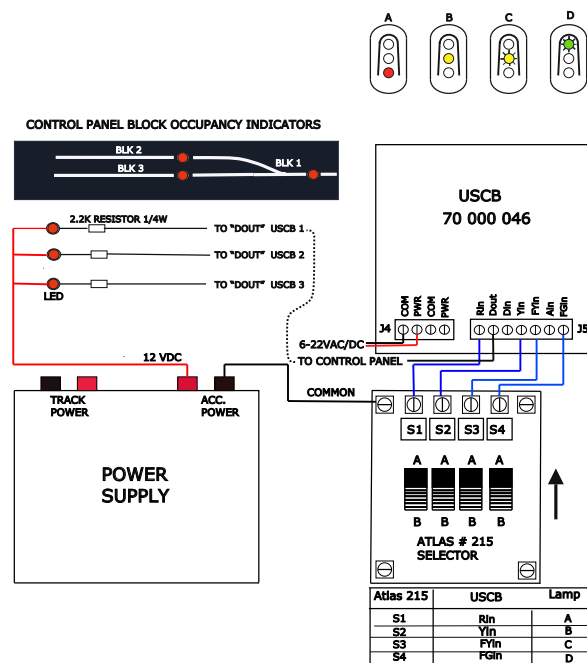 A B C D
CONTROL PANEL BLOCK OCCUPANCY INDICATORS
BLK 2
BLK 3
BLK 1
USCB
70 000 046
2.2K RESISTOR 1/4W
TO "DOUT" USCB 1
TO "DOUT" USCB 2
TO "DOUT" USCB 3
LED
J4
COM
PWR
COM
PWR
RIn
Dout
DIn
YIn
FYIn
AIn
FGIn
J5
6-22VAC/DC
TO CONTROL PANEL
12 VDC
TRACK
POWER
ACC.
POWER
COMMON
POWER
SUPPLY
S1 S2 S3 S4
A A A A
B B B B
ATLAS # 215
SELECTOR
Atlas 215 USCB Lamp
S1 RIn A
S2 YIn B
S3 FYIn C
S4 FGIn D